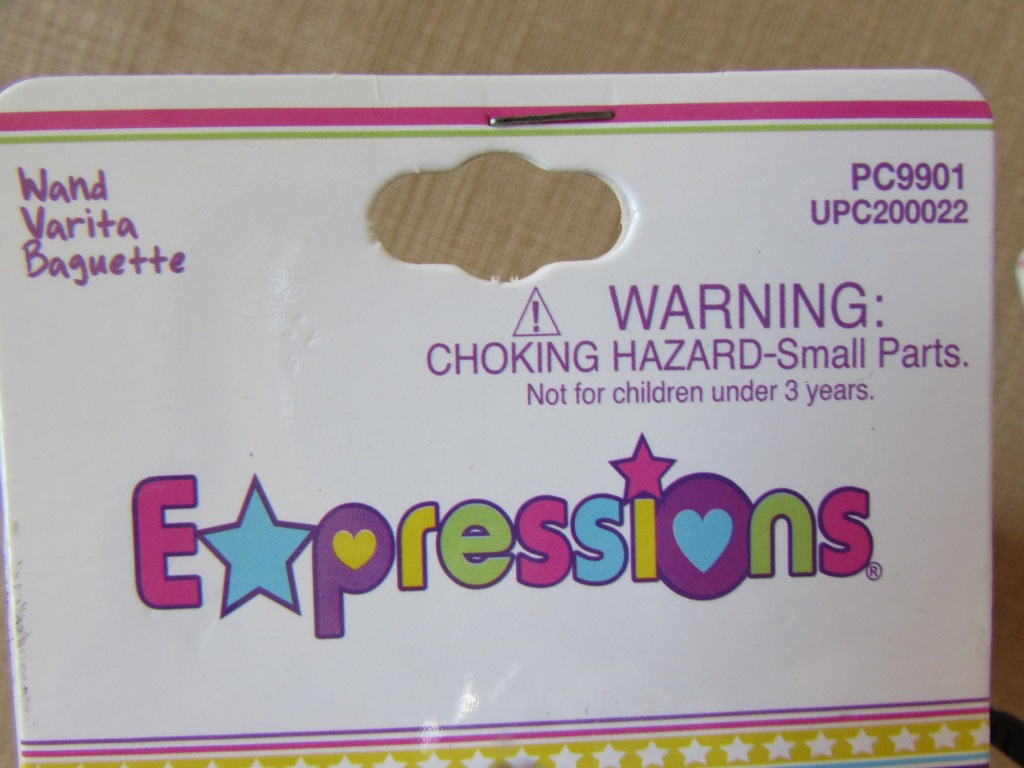 Wand
Varita
Baguette
PC9901
UPC200022
WARNING:
CHOKING HAZARD-Small Parts.
Not for children under 3 years.
Expressions®